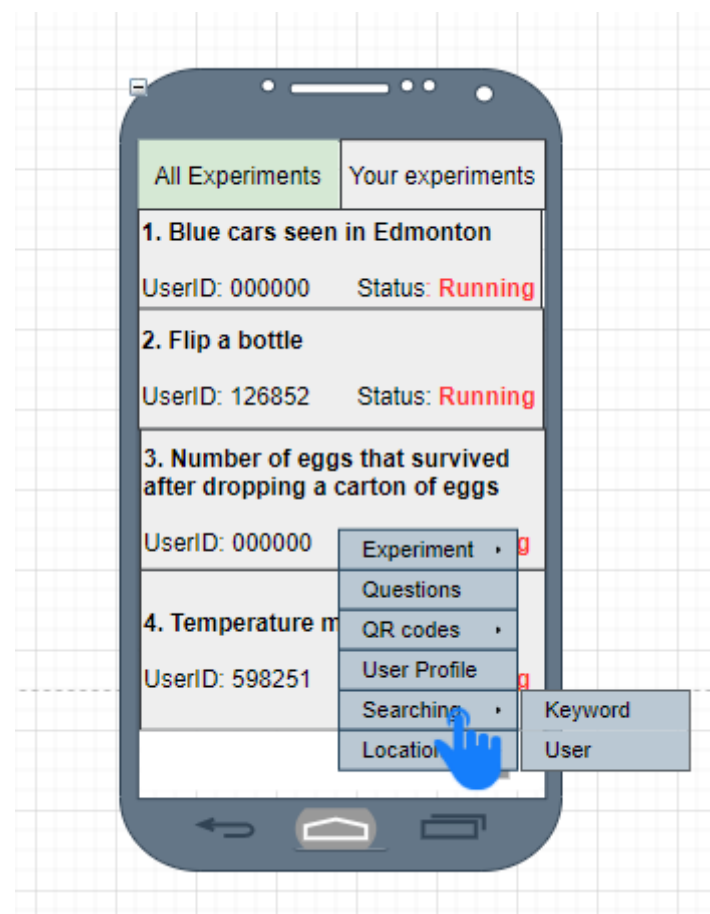 All Experiments
Your experiments
1. Blue cars seen in Edmonton
UserID: 000000 Status: Running
2. Flip a bottle
UserID: 126852 Status: Running
3. Number of eggs that survived
after dropping a carton of eggs
UserID: 000000
4. Temperature
UserID: 598251
Experiment
Questions
QR codes
User Profile
Searching
Location
Keyword
User